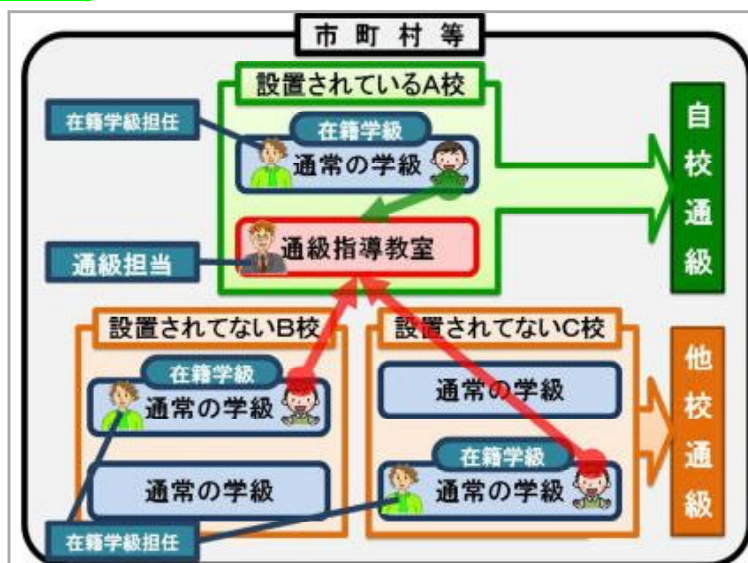 市町村等
設置されているA校
在籍学級担任
在籍学級
通常の学級
通級担当
通級指導教室
自校通級
設置されてないB校
在籍学級
通常の学級
通常の学級
設置されてないC校
通常の学級
在籍学級
通常の学級
在籍学級担任
他校通級